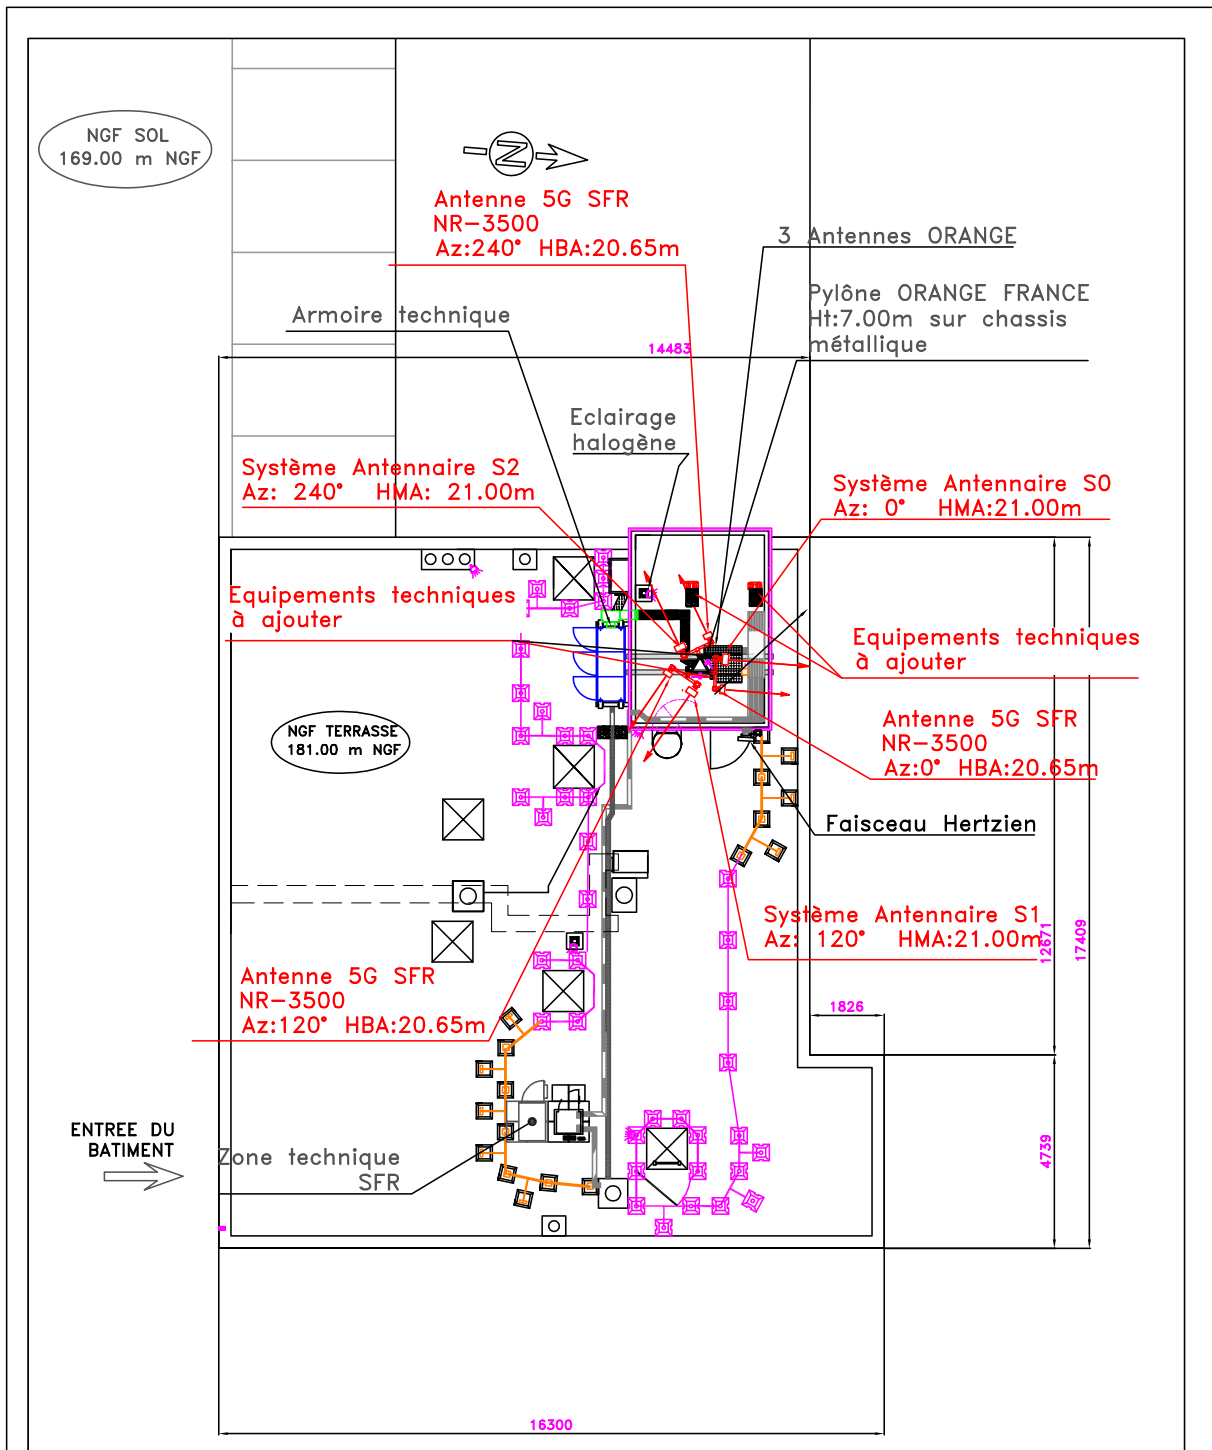 NGF SOL
169.00 m NGF
N
Antenne 5G SFR
NR-3500
Az:240° HBA:20.65m
3 Antennes ORANGE
Pylône ORANGE FRANCE
Ht:7.00m sur chassis
métallique
Armoire technique
14483
Eclairage
halogène
Système Antennaire S2
Az: 240° HMA: 21.00m
Système Antennaire S0
Az: 0° HMA:21.00m
Equipements techniques
à ajouter
Equipements techniques
à ajouter
NGF TERRASSE
181.00 m NGF
Antenne 5G SFR
NR-3500
Az:0° HBA:20.65m
Faisceau Hertzien
Système Antennaire S1
Az: 120° HMA:21.00m
12671
17409
Antenne 5G SFR
NR-3500
Az:120° HBA:20.65m
1826
ENTREE DU
BATIMENT
Zone technique
SFR
4739
16300